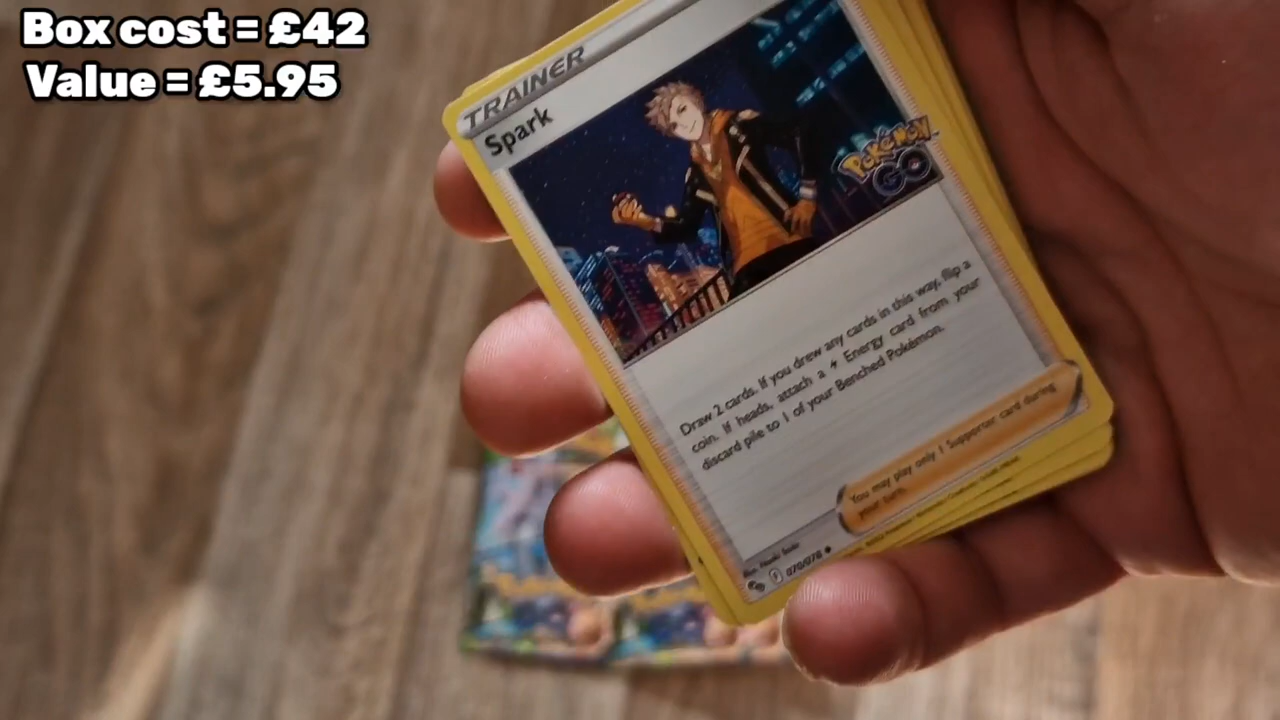 Box cost = £42
Value = £5.95
TRAINER
Spark
Pokémon
GO
Draw 2 cards. If you drew any cards in this way, flip a
coin. If heads, attach a Energy card from your
discard pile to 1 of your Benched Pokémon.
You may play only 1 Supporter card during
your turn.
070/078